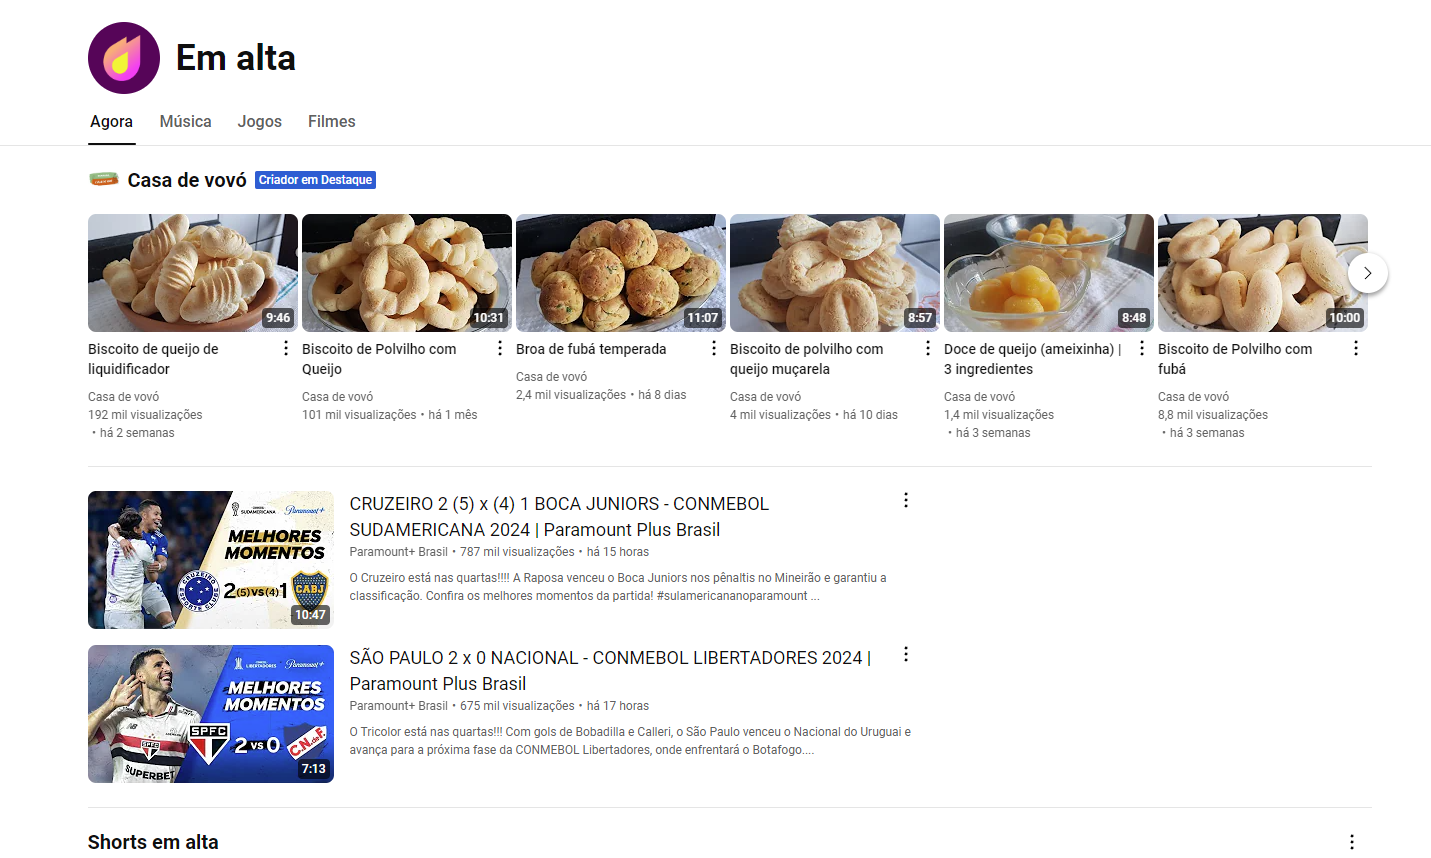 Em alta
Agora
Música
Jogos
Filmes
Casa de vovó
Criador em Destaque
9:46
10:31
11:07
8:57
8:48
10:00
Biscoito de queijo de
liquidificador
Casa de vovó
192 mil visualizações
• há 2 semanas
Biscoito de Polvilho com
Queijo
Casa de vovó
101 mil visualizações • há 1 mês
Broa de fubá temperada
Casa de vovó
2,4 mil visualizações • há 8 dias
Biscoito de polvilho com
queijo muçarela
Casa de vovó
4 mil visualizações • há 10 dias
Doce de queijo (ameixinha) |
3 ingredientes
Casa de vovó
1,4 mil visualizações
• há 3 semanas
Biscoito de Polvilho com
fubá
Casa de vovó
8,8 mil visualizações
• há 3 semanas
SUDAMERICANA
Paramount+
MELHORES
MOMENTOS
CRUZEIRO
ESPORTE CLUBE
2 (5) VS (4) 1
CABJ
10:47
CRUZEIRO 2 (5) x (4) 1 BOCA JUNIORS - CONMEBOL
SUDAMERICANA 2024 | Paramount Plus Brasil
Paramount+ Brasil • 787 mil visualizações • há 15 horas
O Cruzeiro está nas quartas!!!! A Raposa venceu o Boca Juniors nos pênaltis no Mineirão e garantiu a
classificação. Confira os melhores momentos da partida! #sulamericananoparamount ...
LIBERTADORES
Paramount+
MELHORES
MOMENTOS
SPFC
SPFC
2 VS 0
C.N. de F.
SUPERBET
7:13
SÃO PAULO 2 x 0 NACIONAL - CONMEBOL LIBERTADORES 2024 |
Paramount Plus Brasil
Paramount+ Brasil • 675 mil visualizações • há 17 horas
O Tricolor está nas quartas!!! Com gols de Bobadilla e Calleri, o São Paulo venceu o Nacional do Uruguai e
avança para a próxima fase da CONMEBOL Libertadores, onde enfrentará o Botafogo....
Shorts em alta